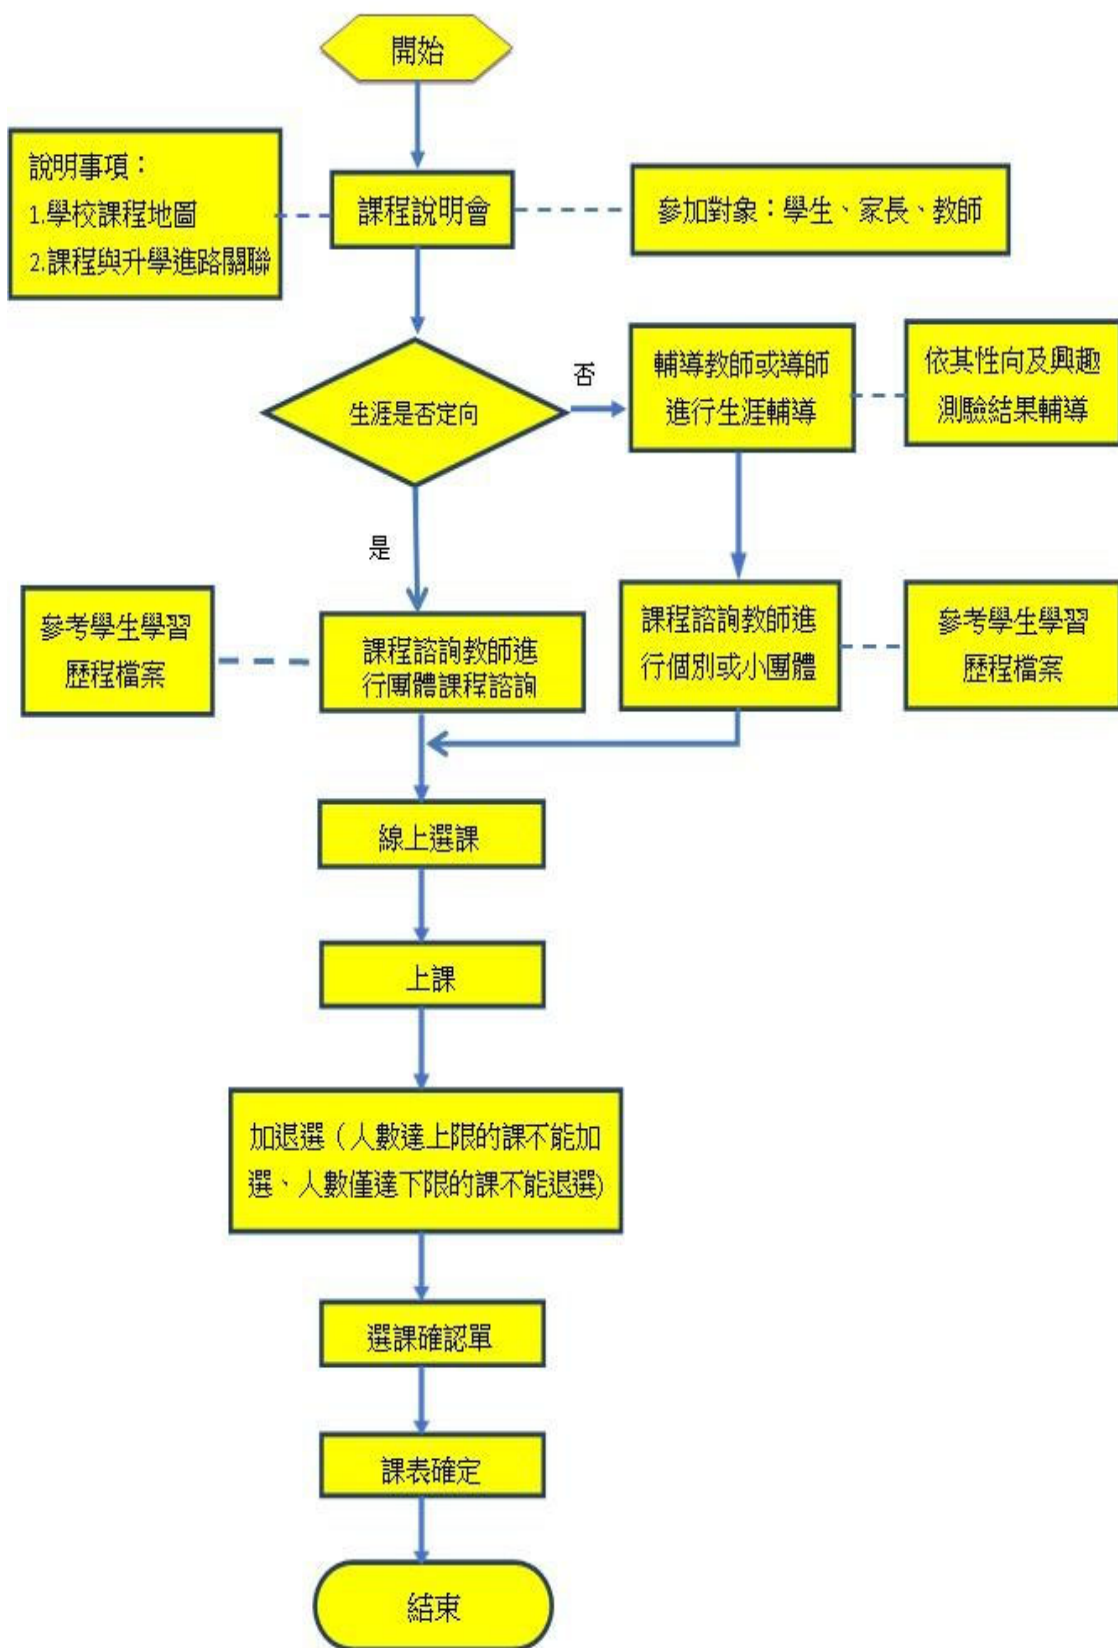 開始
說明事項：
1.學校課程地圖
2.課程與升學進路關聯
課程說明會
參加對象：學生、家長、教師
生涯是否定向
否
輔導教師或導師
進行生涯輔導
依其性向及興趣
測驗結果輔導
是
參考學生學習
歷程檔案
課程諮詢教師進
行團體課程諮詢
課程諮詢教師進
行個別或小團體
參考學生學習
歷程檔案
線上選課
上課
加退選（人數達上限的課不能加
選、人數僅達下限的課不能退選)
選課確認單
課表確定
結束